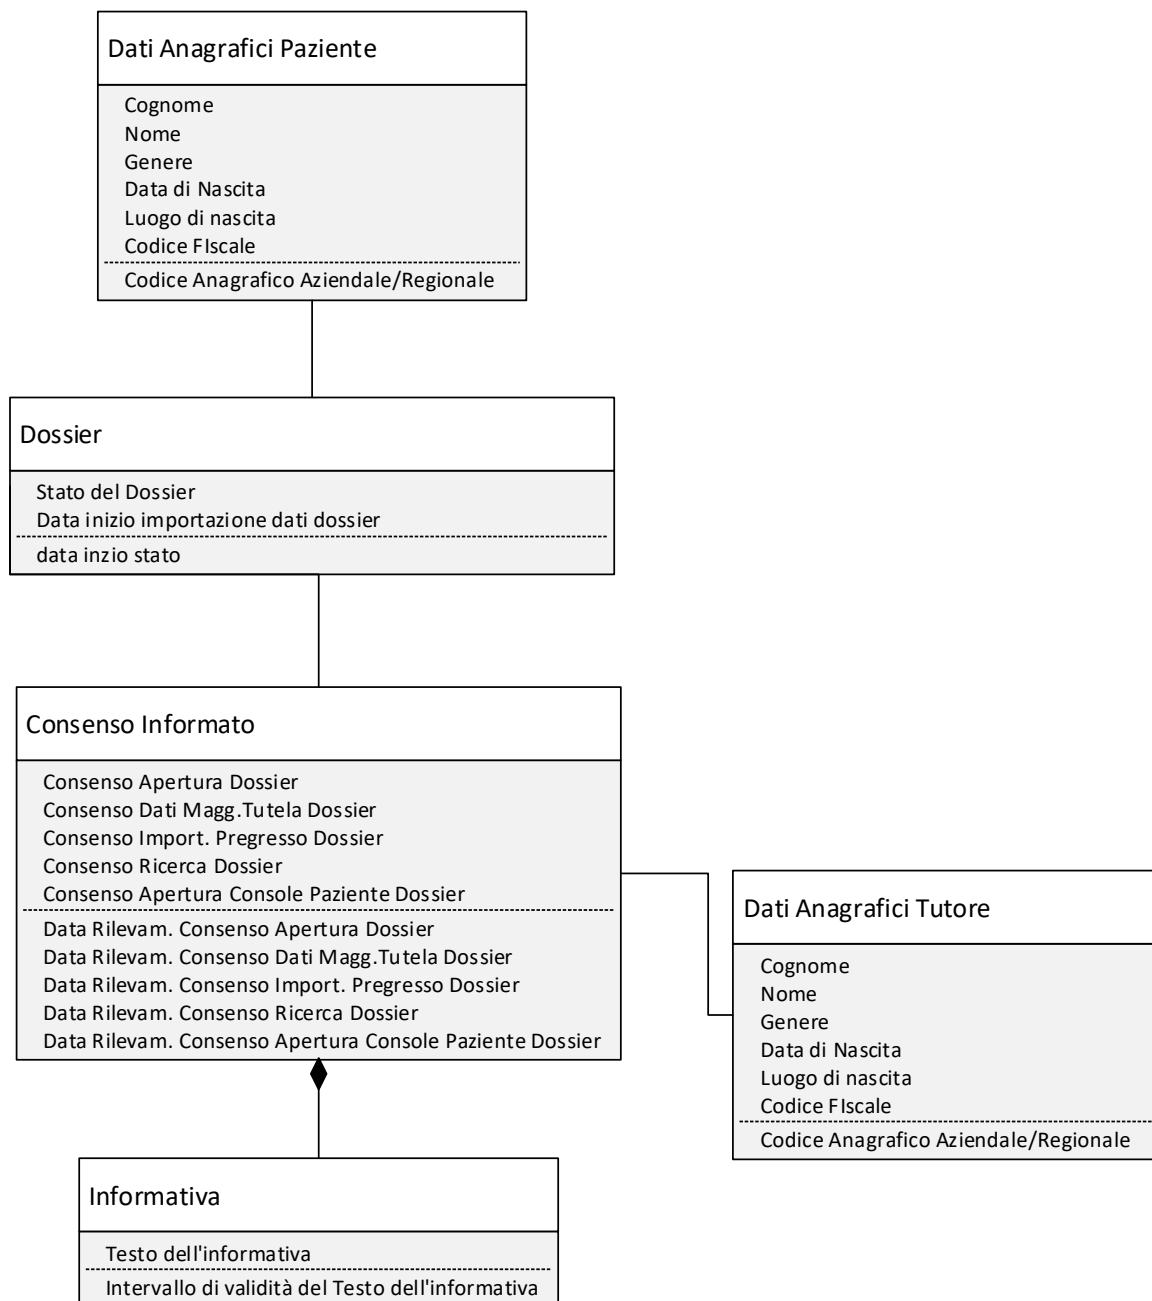 Dati Anagrafici Paziente
Cognome
Nome
Genere
Data di Nascita
Luogo di nascita
Codice FIscale
Codice Anagrafico Aziendale/Regionale
Dossier
Stato del Dossier
Data inizio importazione dati dossier
data inzio stato
Consenso Informato
Consenso Apertura Dossier
Consenso Dati Magg.Tutela Dossier
Consenso Import. Pregresso Dossier
Consenso Ricerca Dossier
Consenso Apertura Console Paziente Dossier
Data Rilevam. Consenso Apertura Dossier
Data Rilevam. Consenso Dati Magg.Tutela Dossier
Data Rilevam. Consenso Import. Pregresso Dossier
Data Rilevam. Consenso Ricerca Dossier
Data Rilevam. Consenso Apertura Console Paziente Dossier
Dati Anagrafici Tutore
Cognome
Nome
Genere
Data di Nascita
Luogo di nascita
Codice FIscale
Codice Anagrafico Aziendale/Regionale
Informativa
Testo dell'informativa
Intervallo di validità del Testo dell'informativa